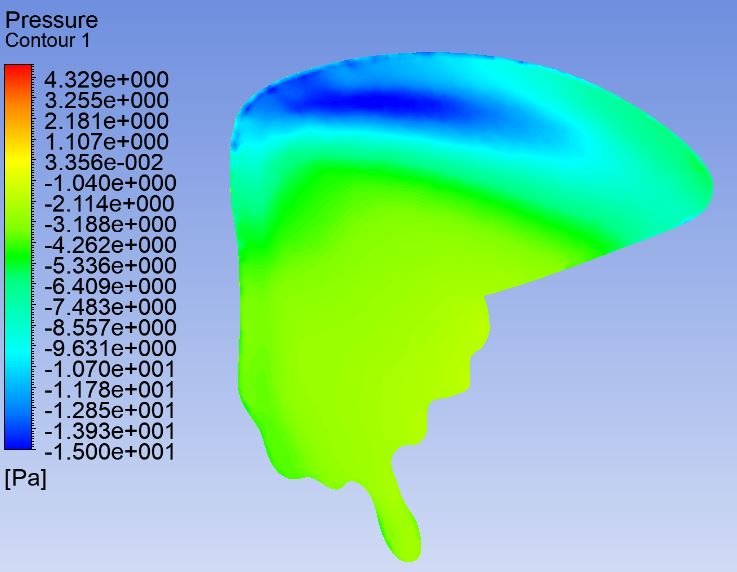 Pressure
Contour 1
4.329e+000
3.255e+000
2.181e+000
1.107e+000
3.356e-002
-1.040e+000
-2.114e+000
-3.188e+000
-4.262e+000
-5.336e+000
-6.409e+000
-7.483e+000
-8.557e+000
-9.631e+000
-1.070e+001
-1.178e+001
-1.285e+001
-1.393e+001
-1.500e+001
[Pa]